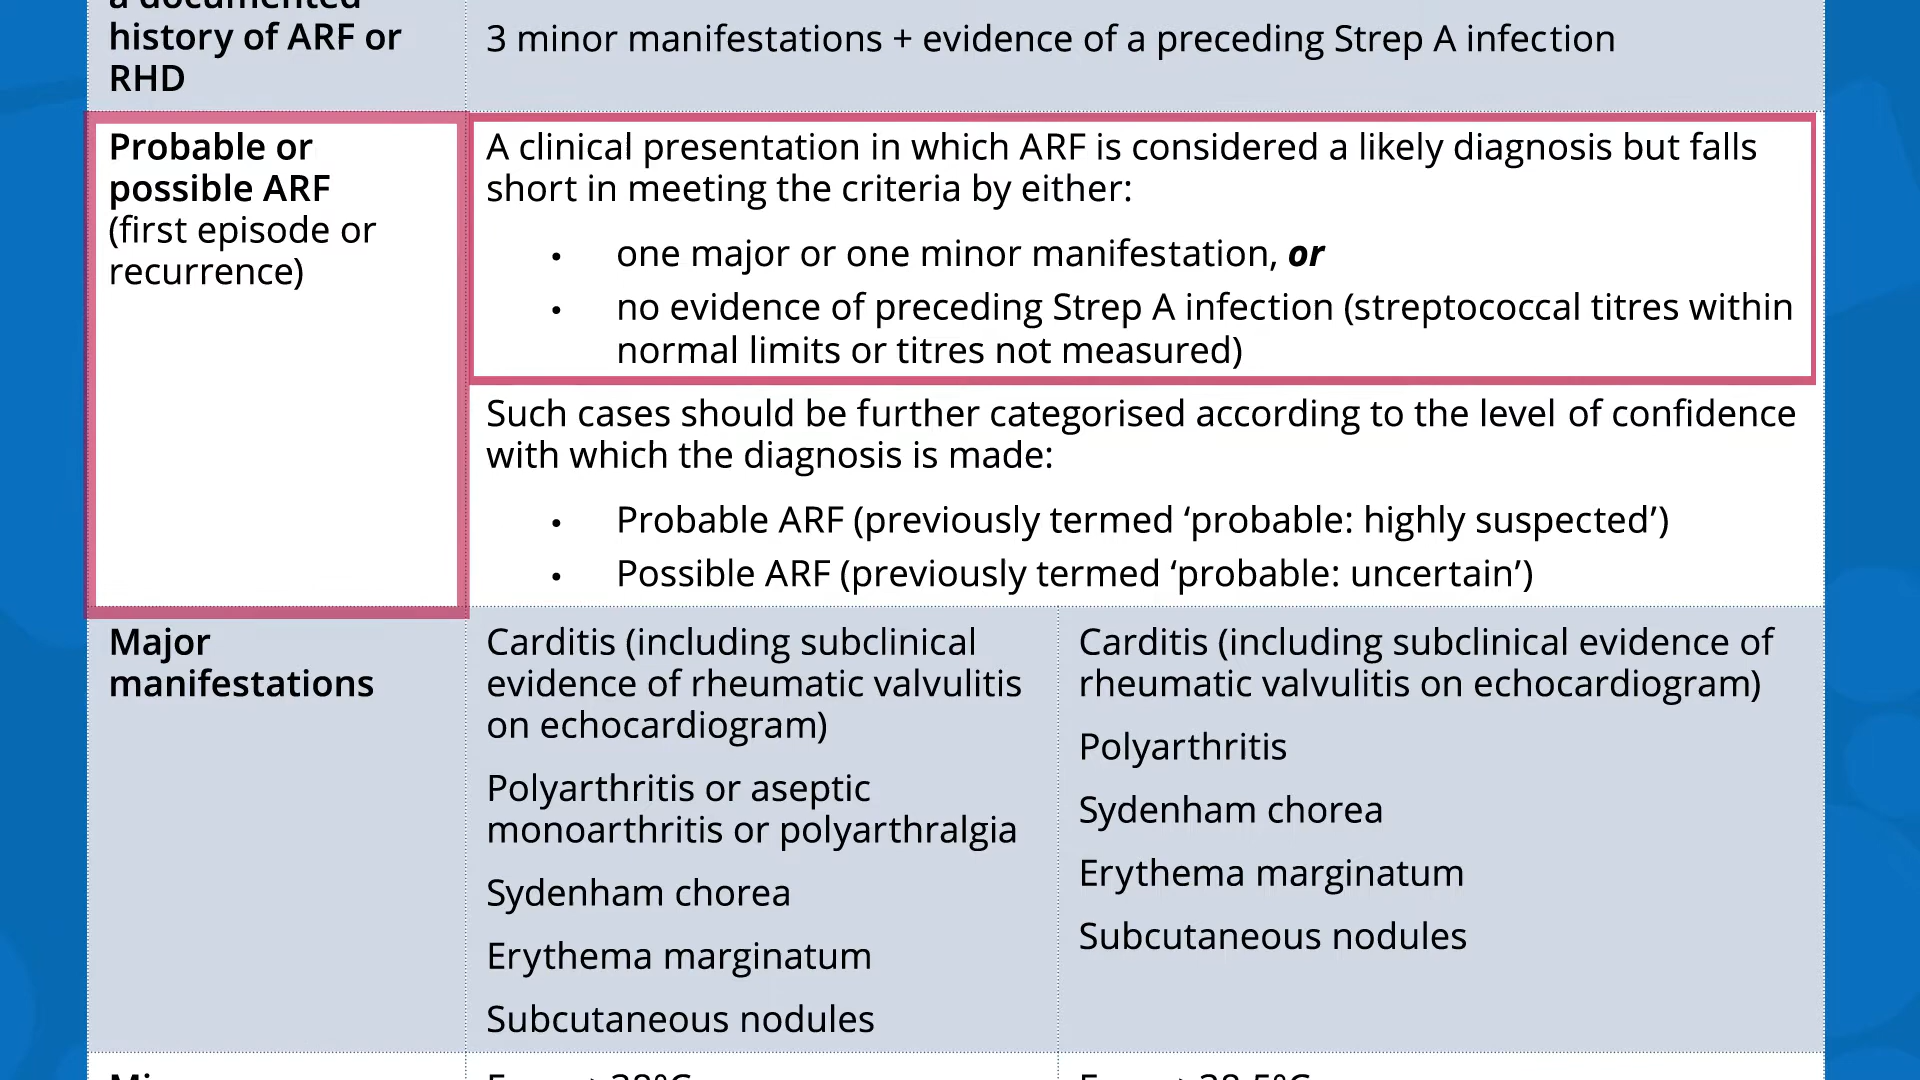 a documented
history of ARF or
RHD
3 minor manifestations + evidence of a preceding Strep A infection
Probable or
possible ARF
(first episode or
recurrence)
A clinical presentation in which ARF is considered a likely diagnosis but falls
short in meeting the criteria by either:
• one major or one minor manifestation, or
• no evidence of preceding Strep A infection (streptococcal titres within
normal limits or titres not measured)
Such cases should be further categorised according to the level of confidence
with which the diagnosis is made:
• Probable ARF (previously termed ‘probable: highly suspected’)
• Possible ARF (previously termed ‘probable: uncertain’)
Major
manifestations
Carditis (including subclinical
evidence of rheumatic valvulitis
on echocardiogram)
Polyarthritis or aseptic
monoarthritis or polyarthralgia
Sydenham chorea
Erythema marginatum
Subcutaneous nodules
Carditis (including subclinical evidence of
rheumatic valvulitis on echocardiogram)
Polyarthritis
Sydenham chorea
Erythema marginatum
Subcutaneous nodules